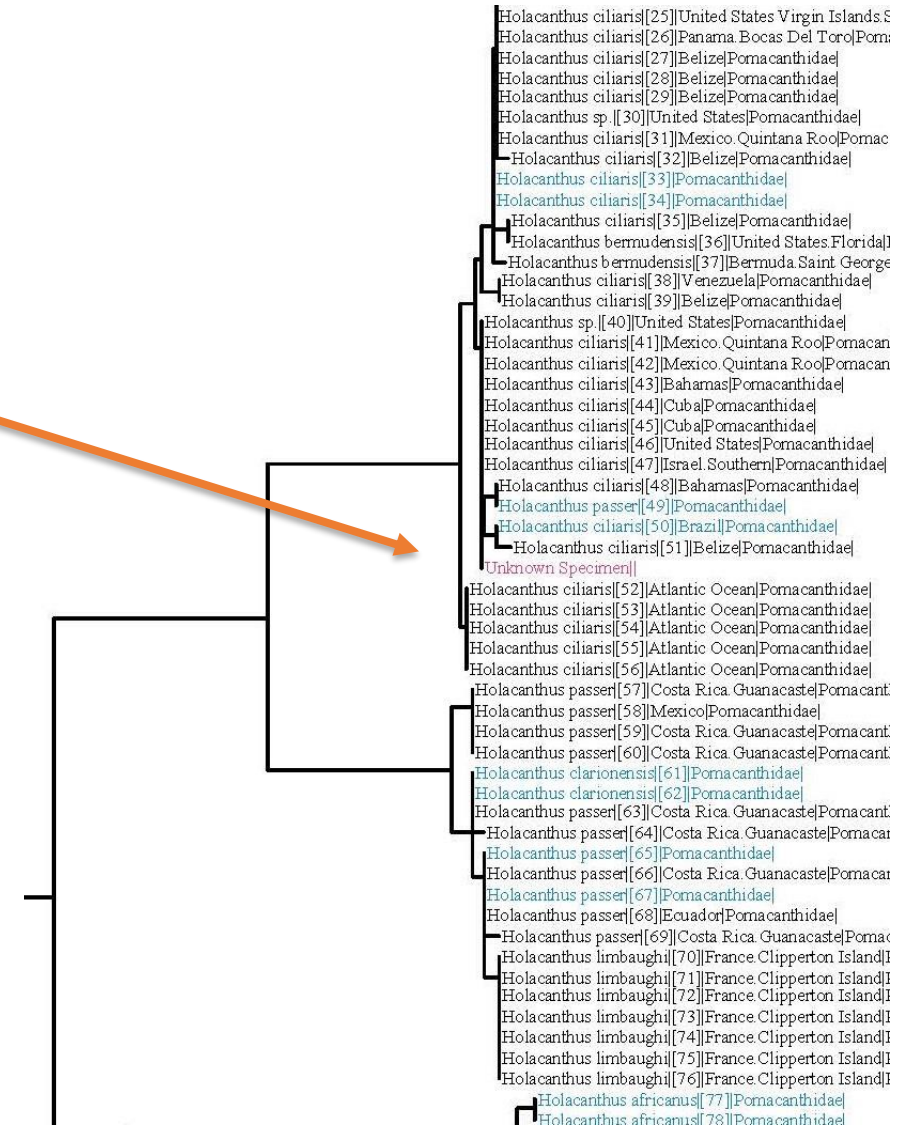 Holacanthus ciliaris|[25]|United States Virgin Islands.S
Holacanthus ciliaris|[26]|Panama.Bocas Del Toro|Poma
Holacanthus ciliaris|[27]|Belize|Pomacanthidae|
Holacanthus ciliaris|[28]|Belize|Pomacanthidae|
Holacanthus ciliaris|[29]|Belize|Pomacanthidae|
Holacanthus sp.|[30]|United States|Pomacanthidae|
Holacanthus ciliaris|[31]|Mexico.Quintana Roo|Pomac
Holacanthus ciliaris|[32]|Belize|Pomacanthidae|
Holacanthus ciliaris|[33]|Pomacanthidae|
Holacanthus ciliaris|[34]|Pomacanthidae|
Holacanthus ciliaris|[35]|Belize|Pomacanthidae|
Holacanthus bermudensis|[36]|United States.Florida|
Holacanthus bermudensis|[37]|Bermuda.Saint George
Holacanthus ciliaris|[38]|Venezuela|Pomacanthidae|
Holacanthus ciliaris|[39]|Belize|Pomacanthidae|
Holacanthus sp.|[40]|United States|Pomacanthidae|
Holacanthus ciliaris|[41]|Mexico.Quintana Roo|Pomacan
Holacanthus ciliaris|[42]|Mexico.Quintana Roo|Pomacan
Holacanthus ciliaris|[43]|Bahamas|Pomacanthidae|
Holacanthus ciliaris|[44]|Cuba|Pomacanthidae|
Holacanthus ciliaris|[45]|Cuba|Pomacanthidae|
Holacanthus ciliaris|[46]|United States|Pomacanthidae|
Holacanthus ciliaris|[47]|Israel.Southern|Pomacanthidae|
Holacanthus ciliaris|[48]|Bahamas|Pomacanthidae|
Holacanthus passer|[49]|Pomacanthidae|
Holacanthus ciliaris|[50]|Brazil|Pomacanthidae|
Holacanthus ciliaris|[51]|Belize|Pomacanthidae|
Unknown Specimen||
Holacanthus ciliaris|[52]|Atlantic Ocean|Pomacanthidae|
Holacanthus ciliaris|[53]|Atlantic Ocean|Pomacanthidae|
Holacanthus ciliaris|[54]|Atlantic Ocean|Pomacanthidae|
Holacanthus ciliaris|[55]|Atlantic Ocean|Pomacanthidae|
Holacanthus ciliaris|[56]|Atlantic Ocean|Pomacanthidae|
Holacanthus passer|[57]|Costa Rica.Guanacaste|Pomacant
Holacanthus passer|[58]|Mexico|Pomacanthidae|
Holacanthus passer|[59]|Costa Rica.Guanacaste|Pomacant
Holacanthus passer|[60]|Costa Rica.Guanacaste|Pomacant
Holacanthus clarionensis|[61]|Pomacanthidae|
Holacanthus clarionensis|[62]|Pomacanthidae|
Holacanthus passer|[63]|Costa Rica.Guanacaste|Pomacant
Holacanthus passer|[64]|Costa Rica.Guanacaste|Pomacan
Holacanthus passer|[65]|Pomacanthidae|
Holacanthus passer|[66]|Costa Rica.Guanacaste|Pomacan
Holacanthus passer|[67]|Pomacanthidae|
Holacanthus passer|[68]|Ecuador|Pomacanthidae|
Holacanthus passer|[69]|Costa Rica.Guanacaste|Pomac
Holacanthus limbaughi|[70]|France.Clipperton Island|
Holacanthus limbaughi|[71]|France.Clipperton Island|
Holacanthus limbaughi|[72]|France.Clipperton Island|
Holacanthus limbaughi|[73]|France.Clipperton Island|
Holacanthus limbaughi|[74]|France.Clipperton Island|
Holacanthus limbaughi|[75]|France.Clipperton Island|
Holacanthus limbaughi|[76]|France.Clipperton Island|
Holacanthus africanus|[77]|Pomacanthidae|
Holacanthus africanus|[78]|Pomacanthidae|